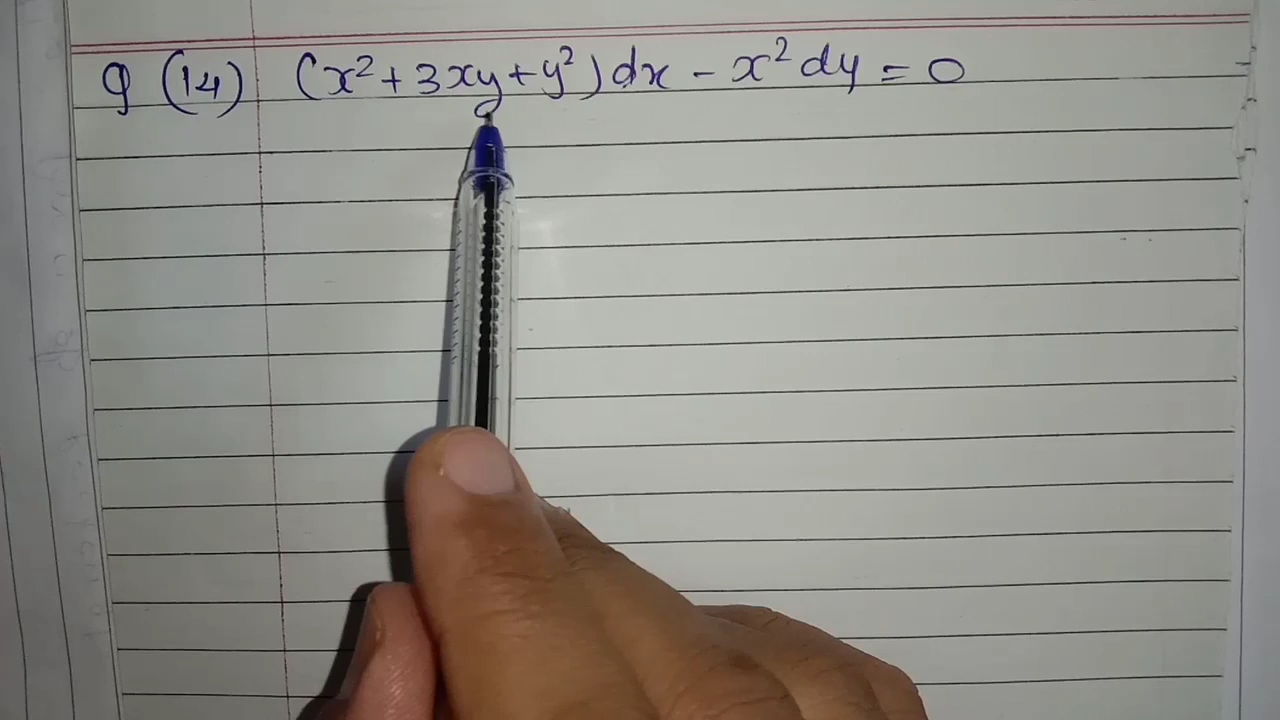 Q (14) (x² + 3xy + y²) dx - x² dy = 0